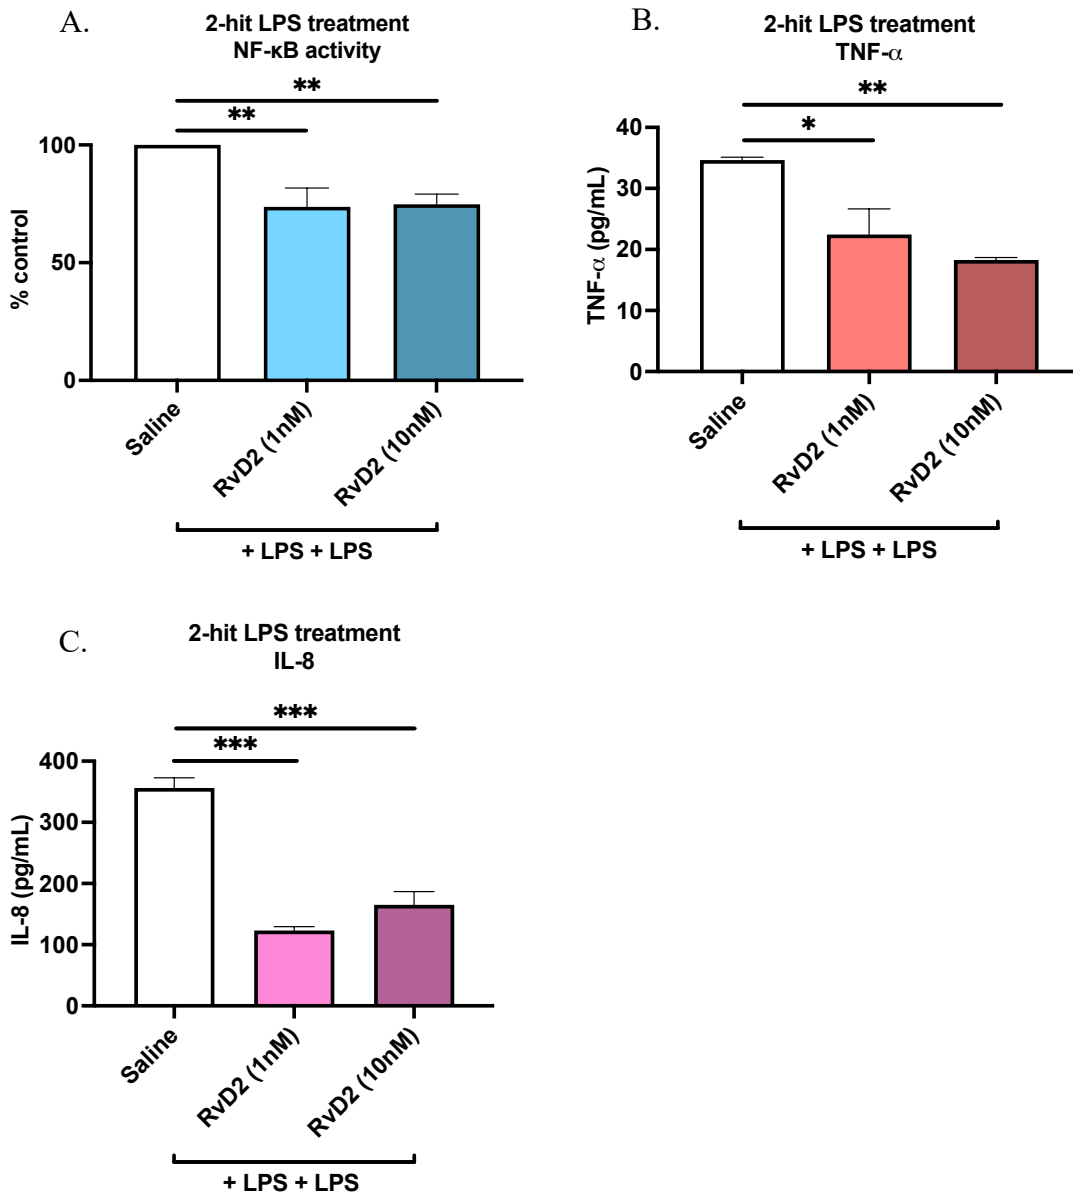 A.
2-hit LPS treatment
NF-κB activity
**
**
% control
100
50
0
Saline
RvD2 (1nM)
RvD2 (10nM)
+ LPS + LPS
B.
2-hit LPS treatment
TNF-α
**
*
TNF-α (pg/mL)
40
30
20
10
0
Saline
RvD2 (1nM)
RvD2 (10nM)
+ LPS + LPS
C.
2-hit LPS treatment
IL-8
***
***
IL-8 (pg/mL)
400
300
200
100
0
Saline
RvD2 (1nM)
RvD2 (10nM)
+ LPS + LPS